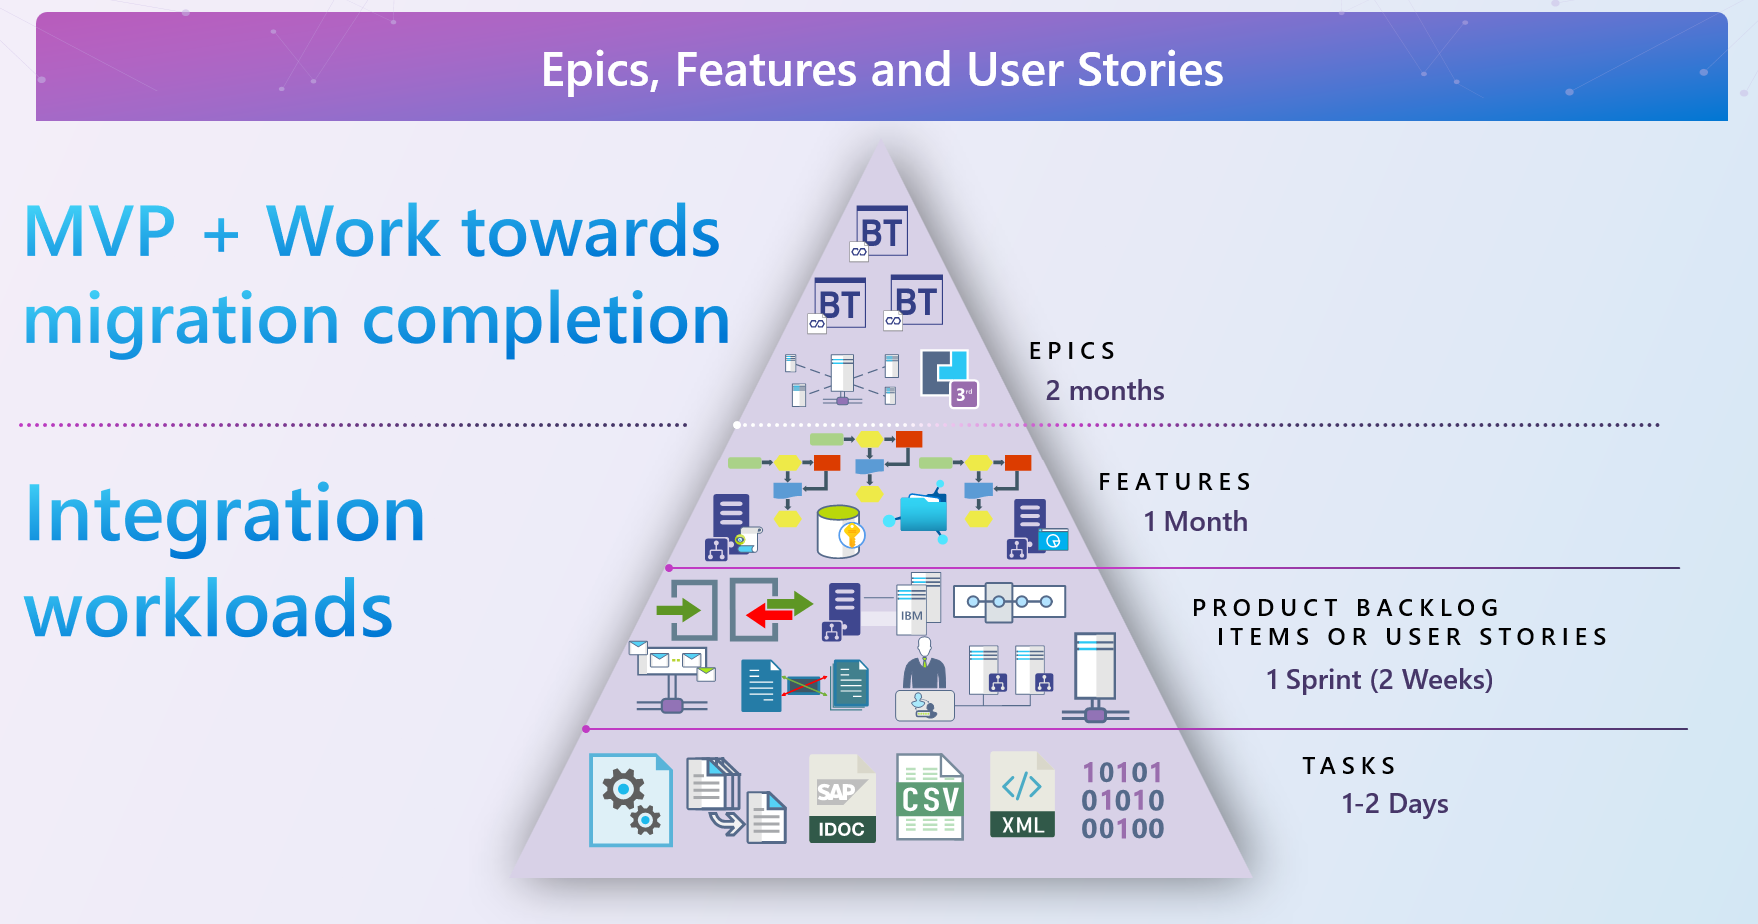 Epics, Features and User Stories
MVP + Work towards
migration completion
BT
BT
BT
3rd
EPICS
2 months
Integration
workloads
FEATURES
1 Month
IBM
PRODUCT BACKLOG
ITEMS OR USER STORIES
1 Sprint (2 Weeks)
SAP
IDOC
CSV
</>
XML
10101
01010
00100
TASKS
1-2 Days